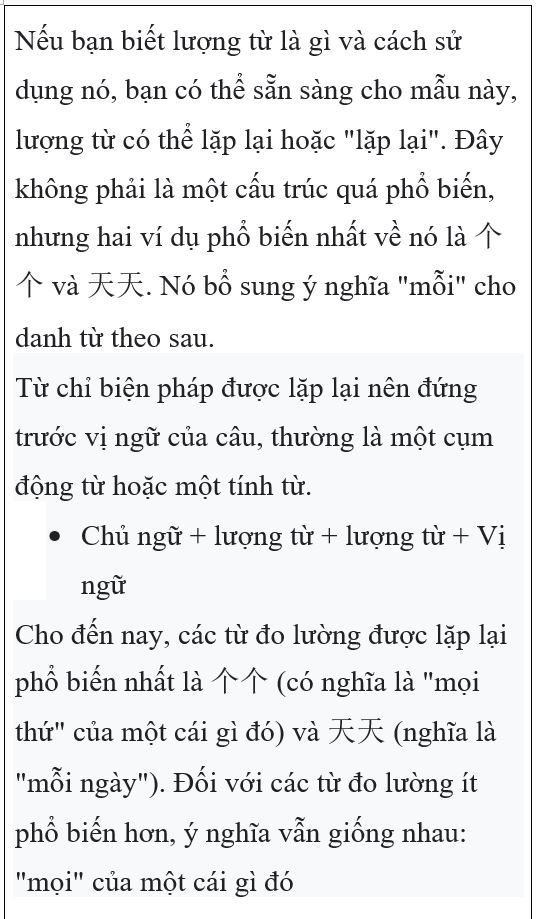 Nếu bạn biết lượng từ là gì và cách sử
dụng nó, bạn có thể sẵn sàng cho mẫu này,
lượng từ có thể lặp lại hoặc "lặp lại". Đây
không phải là một cấu trúc quá phổ biến,
nhưng hai ví dụ phổ biến nhất về nó là 个
个 và 天天. Nó bổ sung ý nghĩa "mỗi" cho
danh từ theo sau.
Từ chỉ biện pháp được lặp lại nên đứng
trước vị ngữ của câu, thường là một cụm
động từ hoặc một tính từ.
• Chủ ngữ + lượng từ + lượng từ + Vị
ngữ
Cho đến nay, các từ đo lường được lặp lại
phổ biến nhất là 个个 (có nghĩa là "mọi
thứ" của một cái gì đó) và 天天 (nghĩa là
"mỗi ngày"). Đối với các từ đo lường ít
phổ biến hơn, ý nghĩa vẫn giống nhau:
"mọi" của một cái gì đó